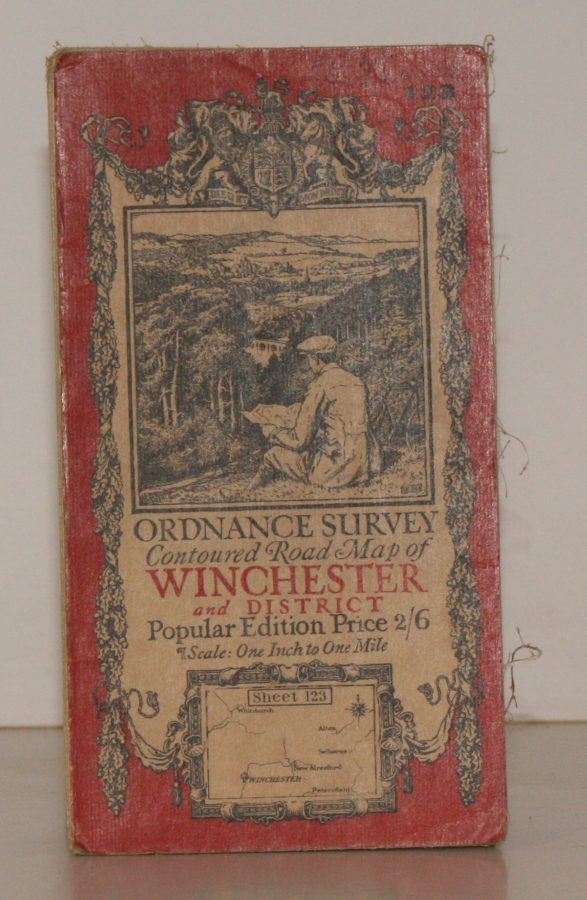 123
ORDNANCE SURVEY
Contoured Road Map of
WINCHESTER
and DISTRICT
Popular Edition Price 2/6
Scale: One Inch to One Mile
Sheet 123
Whitchurch
Alton
Selborne
New Alresford
WINCHESTER
Petersfield